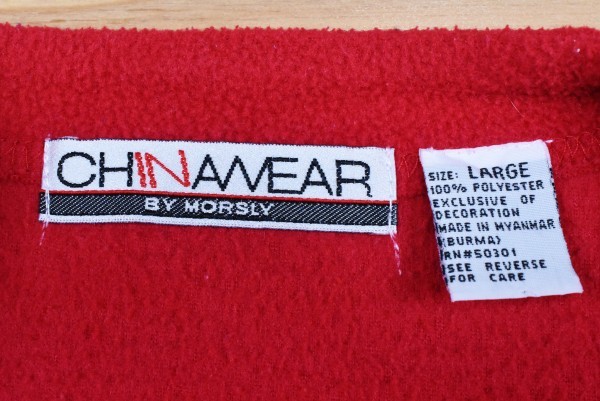 CHINAWEAR
BY MORSLY
SIZE: LARGE
100% POLYESTER
EXCLUSIVE OF
DECORATION
MADE IN MYANMAR
(BURMA)
RN#50301
SEE REVERSE
FOR CARE